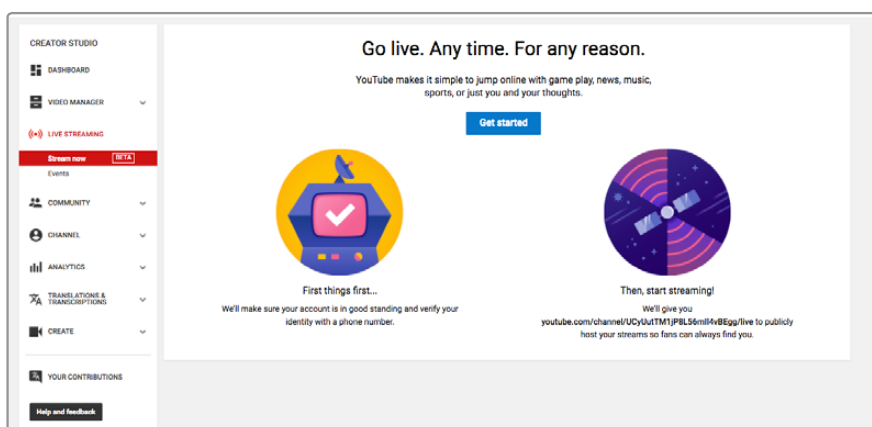 CREATOR STUDIO
DASHBOARD
VIDEO MANAGER
LIVE STREAMING
Stream now BETA
Events
COMMUNITY
CHANNEL
ANALYTICS
TRANSLATIONS &
TRANSCRIPTIONS
CREATE
YOUR CONTRIBUTIONS
Help and feedback
Go live. Any time. For any reason.
YouTube makes it simple to jump online with game play, news, music,
sports, or just you and your thoughts.
Get started
First things first...
We'll make sure your account is in good standing and verify your
identity with a phone number.
Then, start streaming!
We'll give you
youtube.com/channel/UCyUutTM1jP8L56mll4vBEgg/live to publicly
host your streams so fans can always find you.